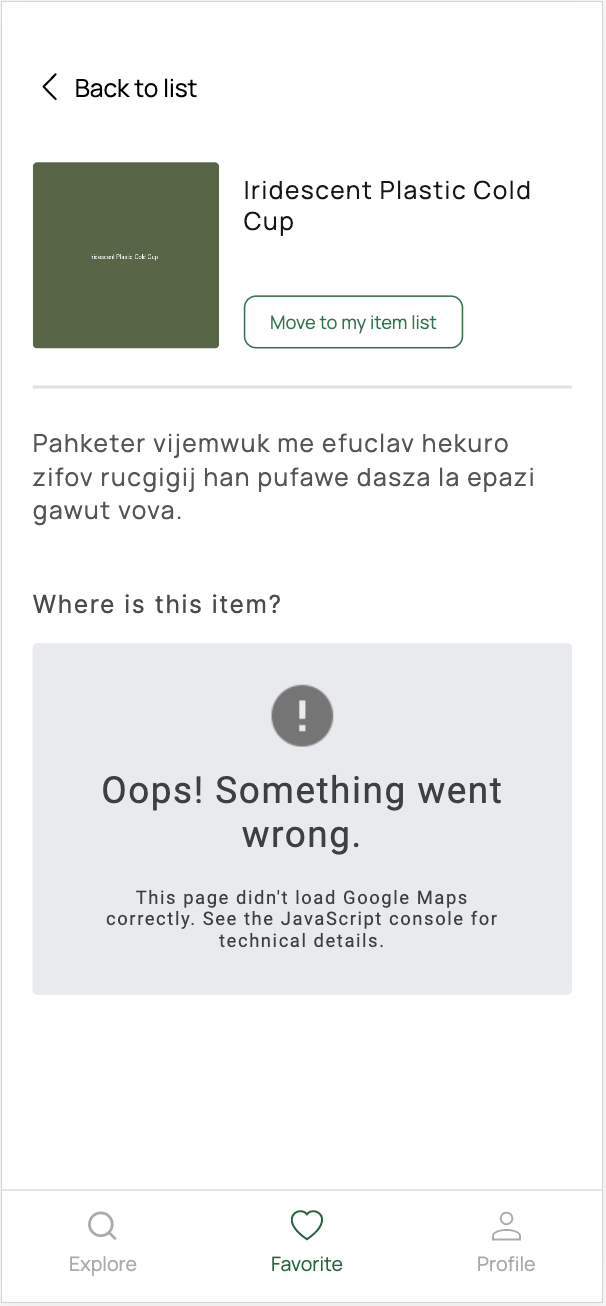 Back to list
Iridescent Plastic Cold Cup
Iridescent Plastic Cold
Cup
Move to my item list
Pahketer vijemwuk me efuclav hekuro
zifov rucgigij han pufawe dasza la epazi
gawut vova.
Where is this item?
Oops! Something went
wrong.
This page didn't load Google Maps
correctly. See the JavaScript console for
technical details.
Explore
Favorite
Profile